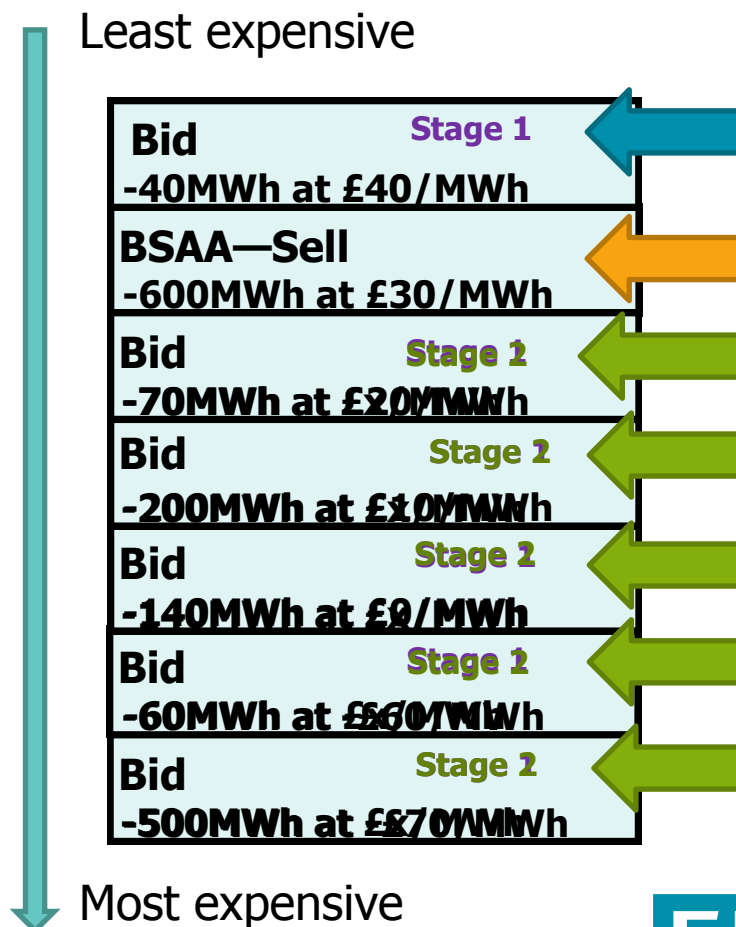 Least expensive
Bid Stage 1
-40MWh at £40/MWh
BSAA—Sell
-600MWh at £30/MWh
Bid Stage
-70MWh at
Bid Stage
-200MWh at
Bid Stage
-140MWh at
Bid Stage
-60MWh at
Bid Stage
-500MWh at
Most expensive